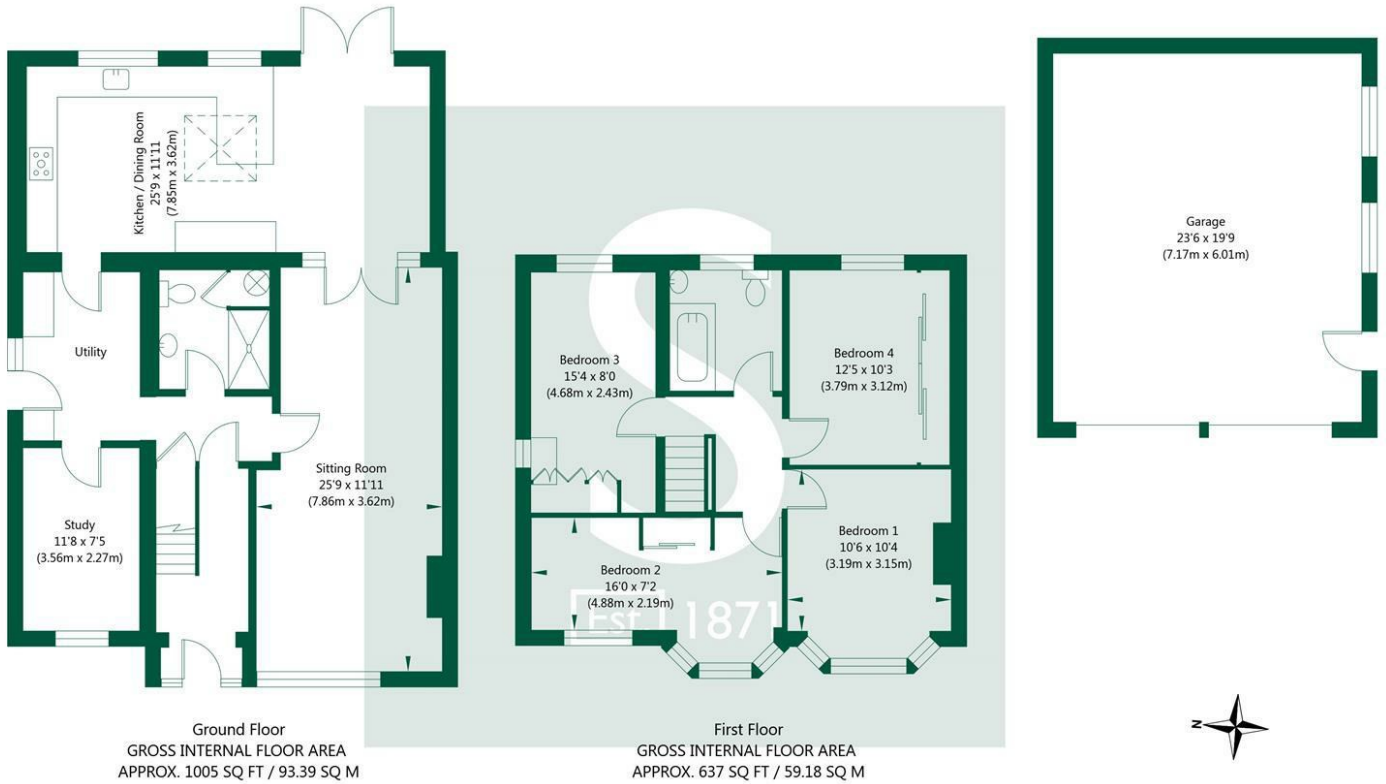 Kitchen / Dining Room
25'9 x 11'11
(7.85m x 3.62m)
Utility
Study
11'8 x 7'5
(3.56m x 2.27m)
Sitting Room
25'9 x 11'11
(7.86m x 3.62m)
Ground Floor
GROSS INTERNAL FLOOR AREA
APPROX. 1005 SQ FT / 93.39 SQ M
Bedroom 3
15'4 x 8'0
(4.68m x 2.43m)
Bedroom 4
12'5 x 10'3
(3.79m x 3.12m)
Bedroom 2
16'0 x 7'2
(4.88m x 2.19m)
Bedroom 1
10'6 x 10'4
(3.19m x 3.15m)
S
Est. 1871
First Floor
GROSS INTERNAL FLOOR AREA
APPROX. 637 SQ FT / 59.18 SQ M
Garage
23'6 x 19'9
(7.17m x 6.01m)
N